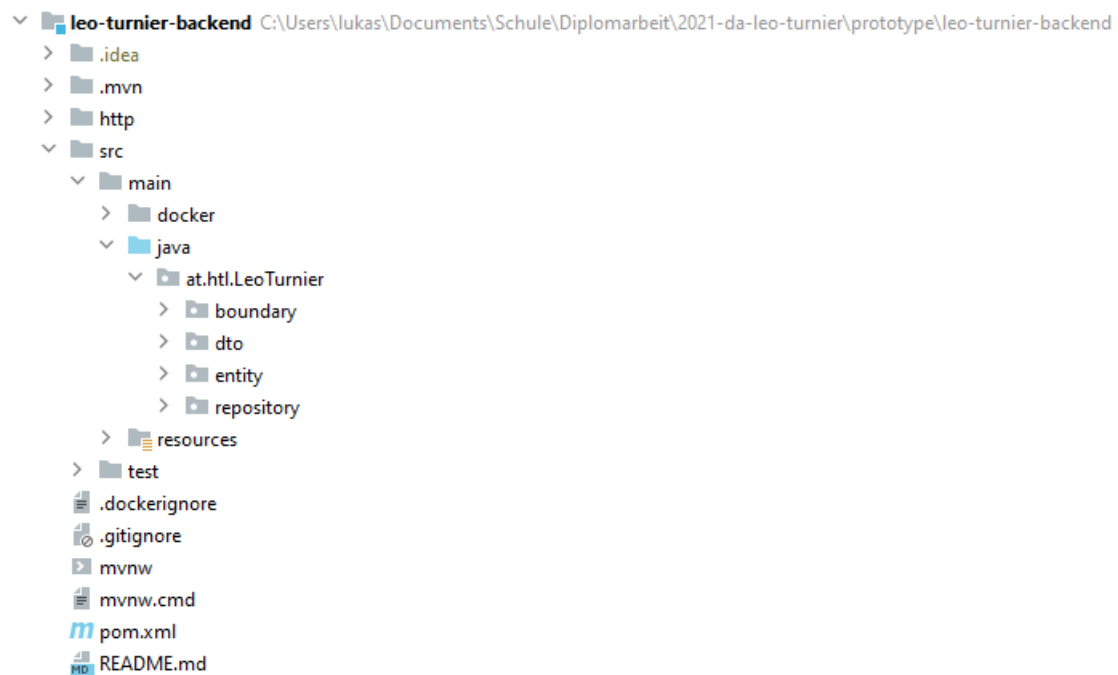 leo-turnier-backend C:\Users\lukas\Documents\Schule\Diplomarbeit\2021-da-leo-turnier\prototype\leo-turnier-backend
.idea
.mvn
http
src
main
docker
java
at.htl.LeoTurnier
boundary
dto
entity
repository
resources
test
.dockerignore
.gitignore
mvnw
mvnw.cmd
m pom.xml
MD README.md